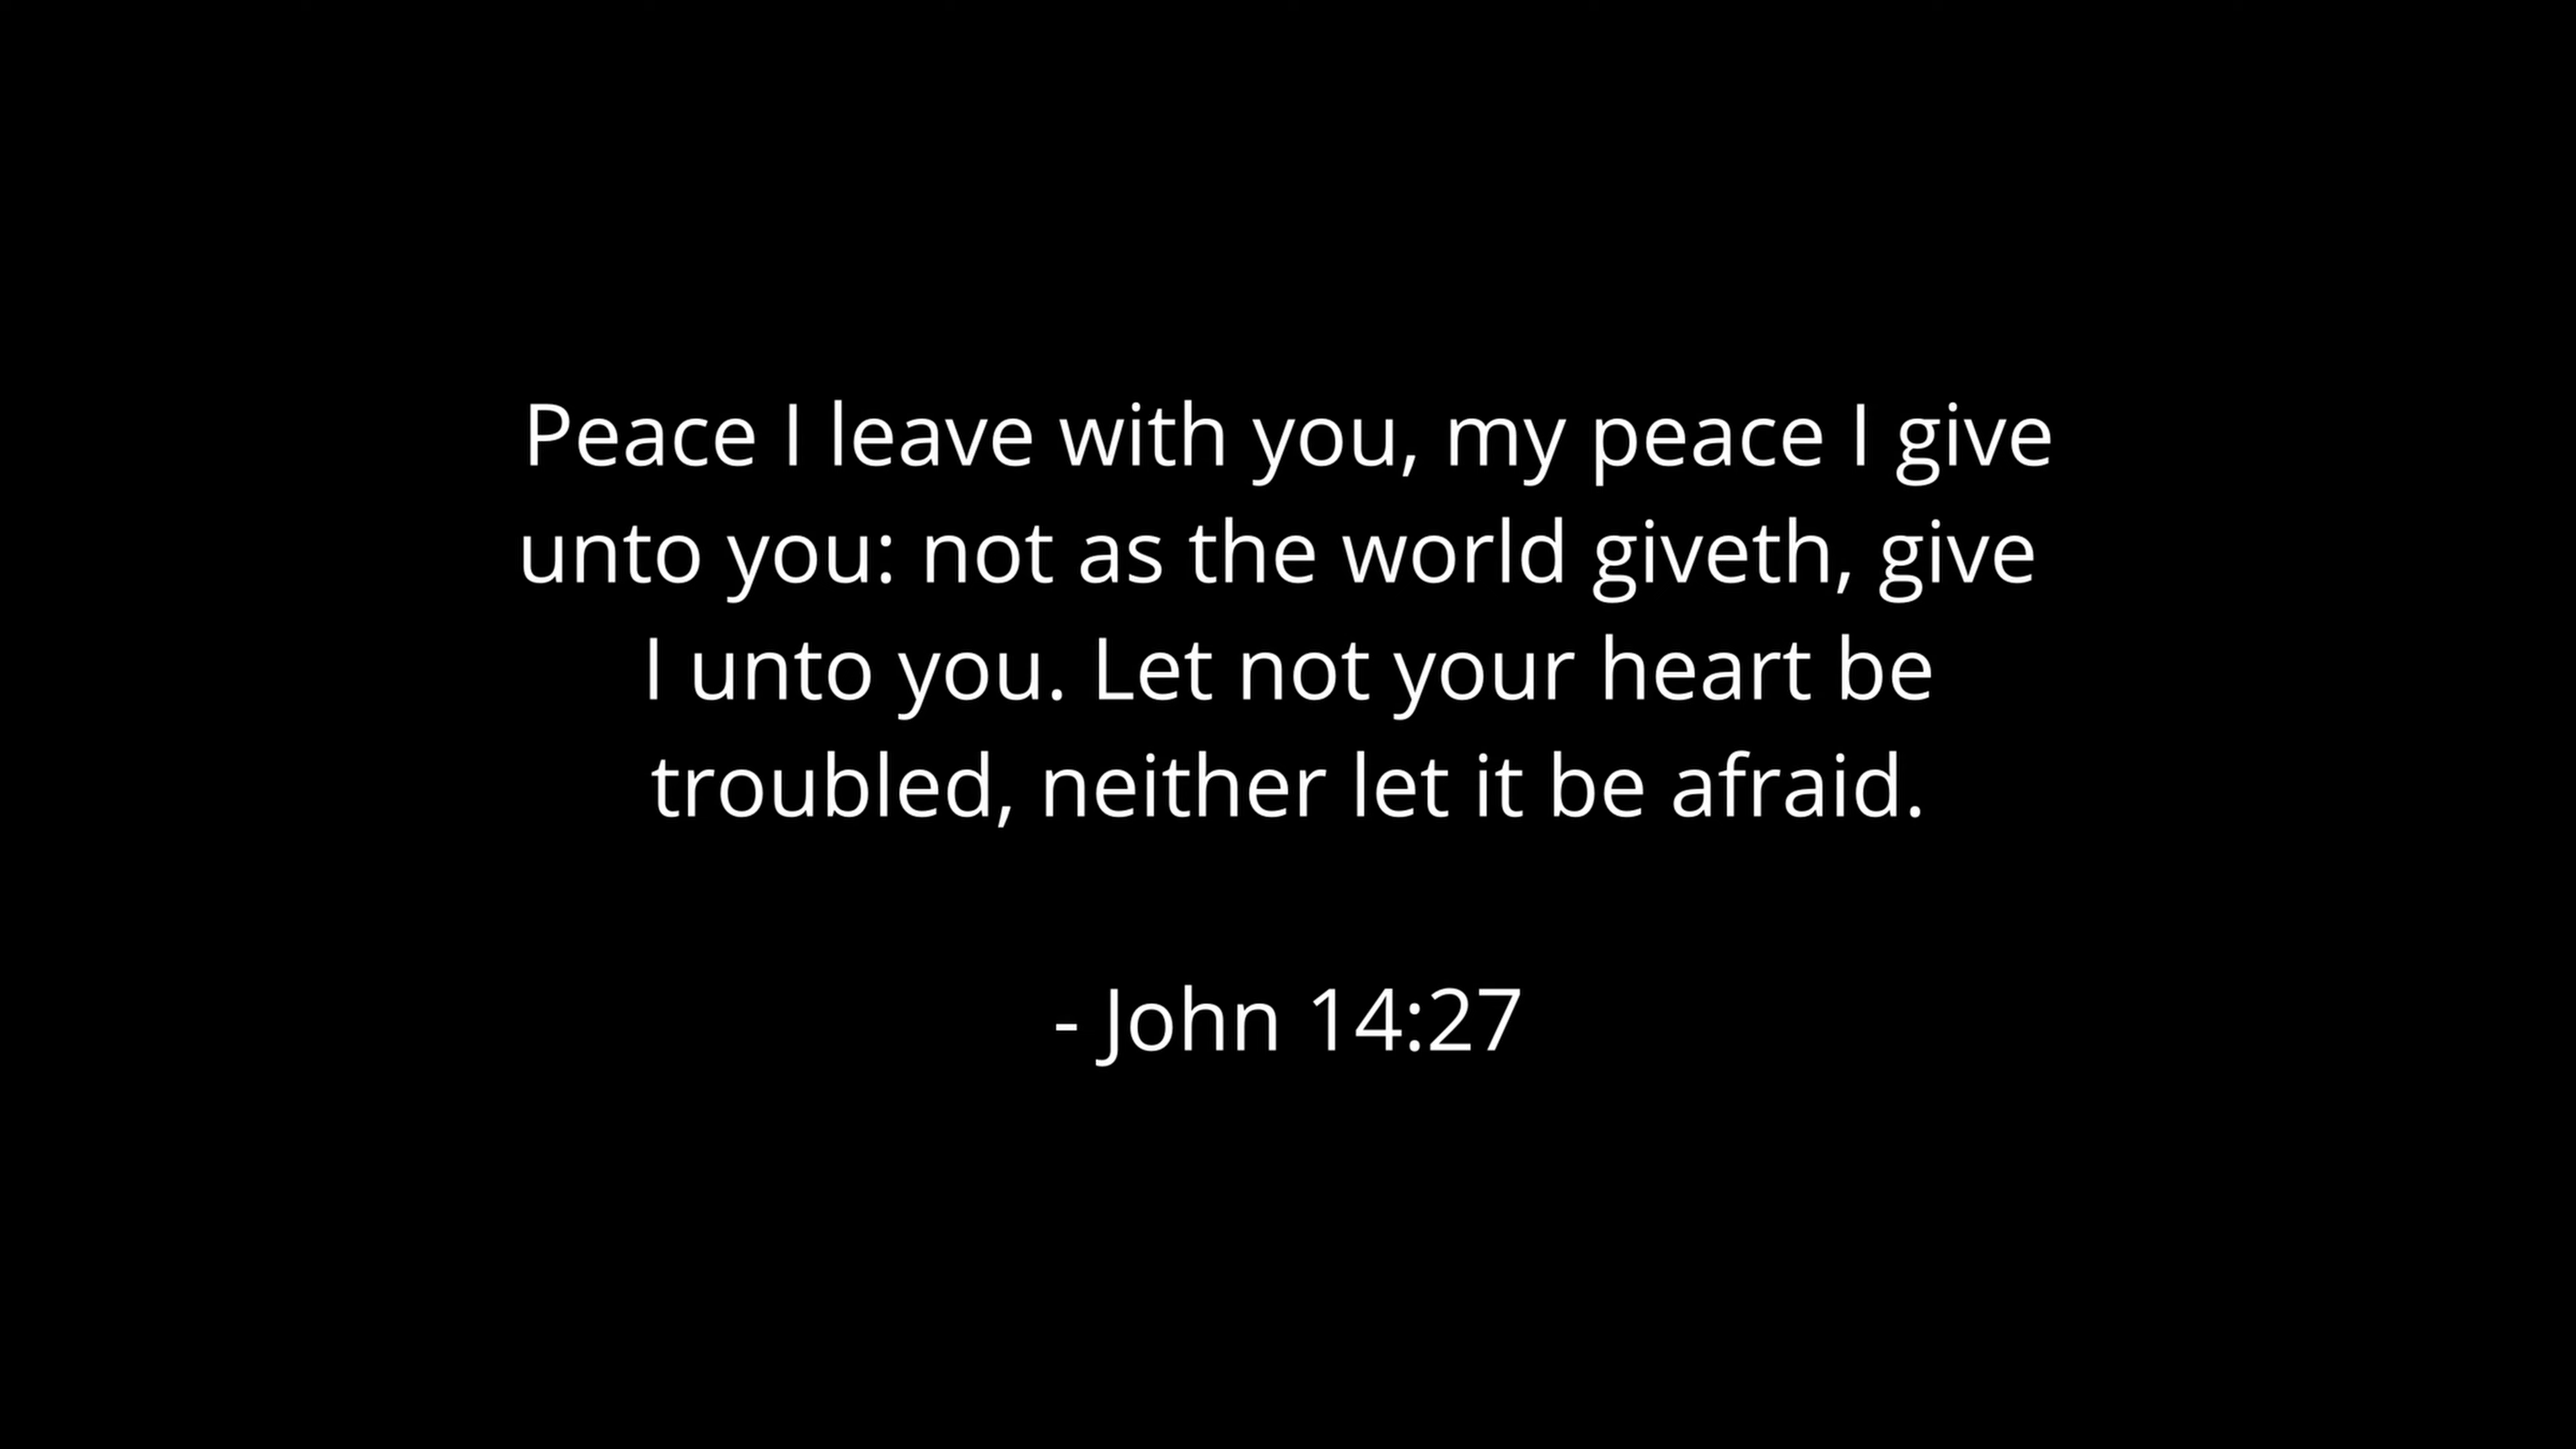 Peace I leave with you, my peace I give
unto you: not as the world giveth, give
I unto you. Let not your heart be
troubled, neither let it be afraid.
- John 14:27